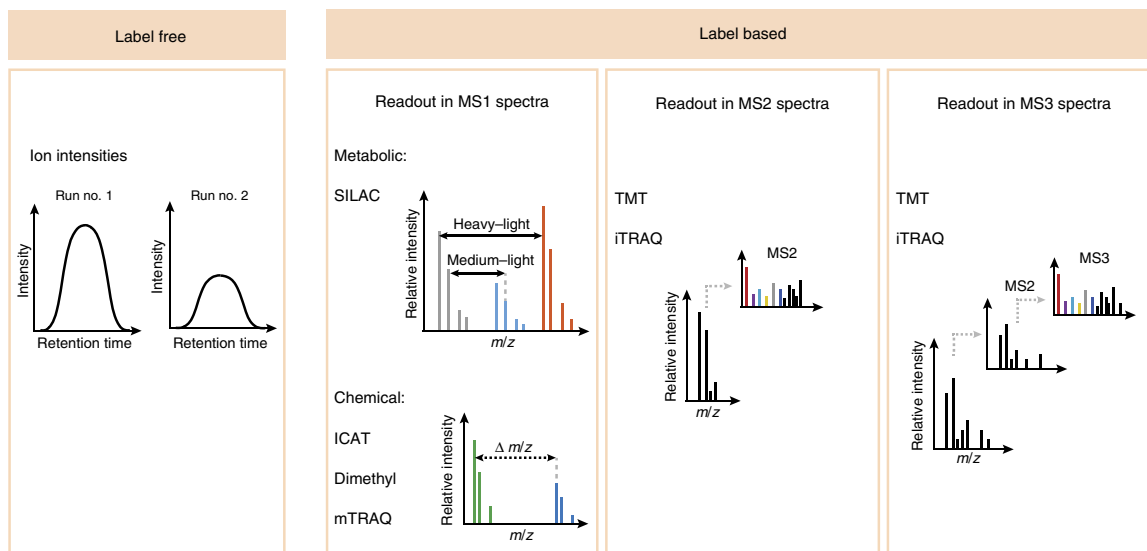 Label free
Label based
Ion intensities
Run no. 1
Run no. 2
Intensity
Retention time
Intensity
Retention time
Readout in MS1 spectra
Metabolic:
SILAC
Relative intensity
Heavy–light
Medium–light
m/z
Chemical:
ICAT
Dimethyl
mTRAQ
Relative intensity
Δ m/z
m/z
Readout in MS2 spectra
TMT
iTRAQ
MS2
Relative intensity
m/z
Readout in MS3 spectra
TMT
iTRAQ
MS3
MS2
Relative intensity
m/z